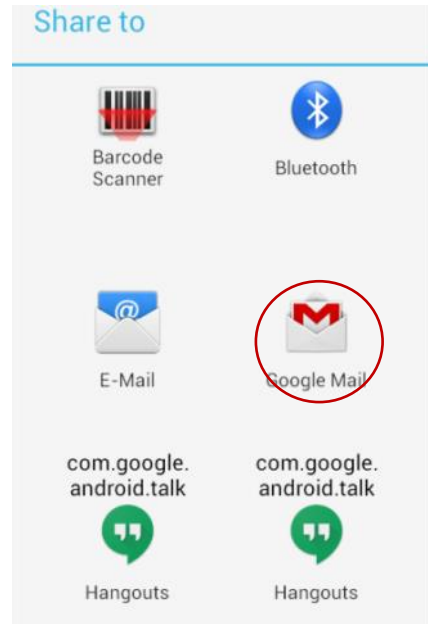 Share to
Barcode
Scanner
Bluetooth
@
E-Mail
Google Mail
com.google.
android.talk
com.google.
android.talk
Hangouts
Hangouts